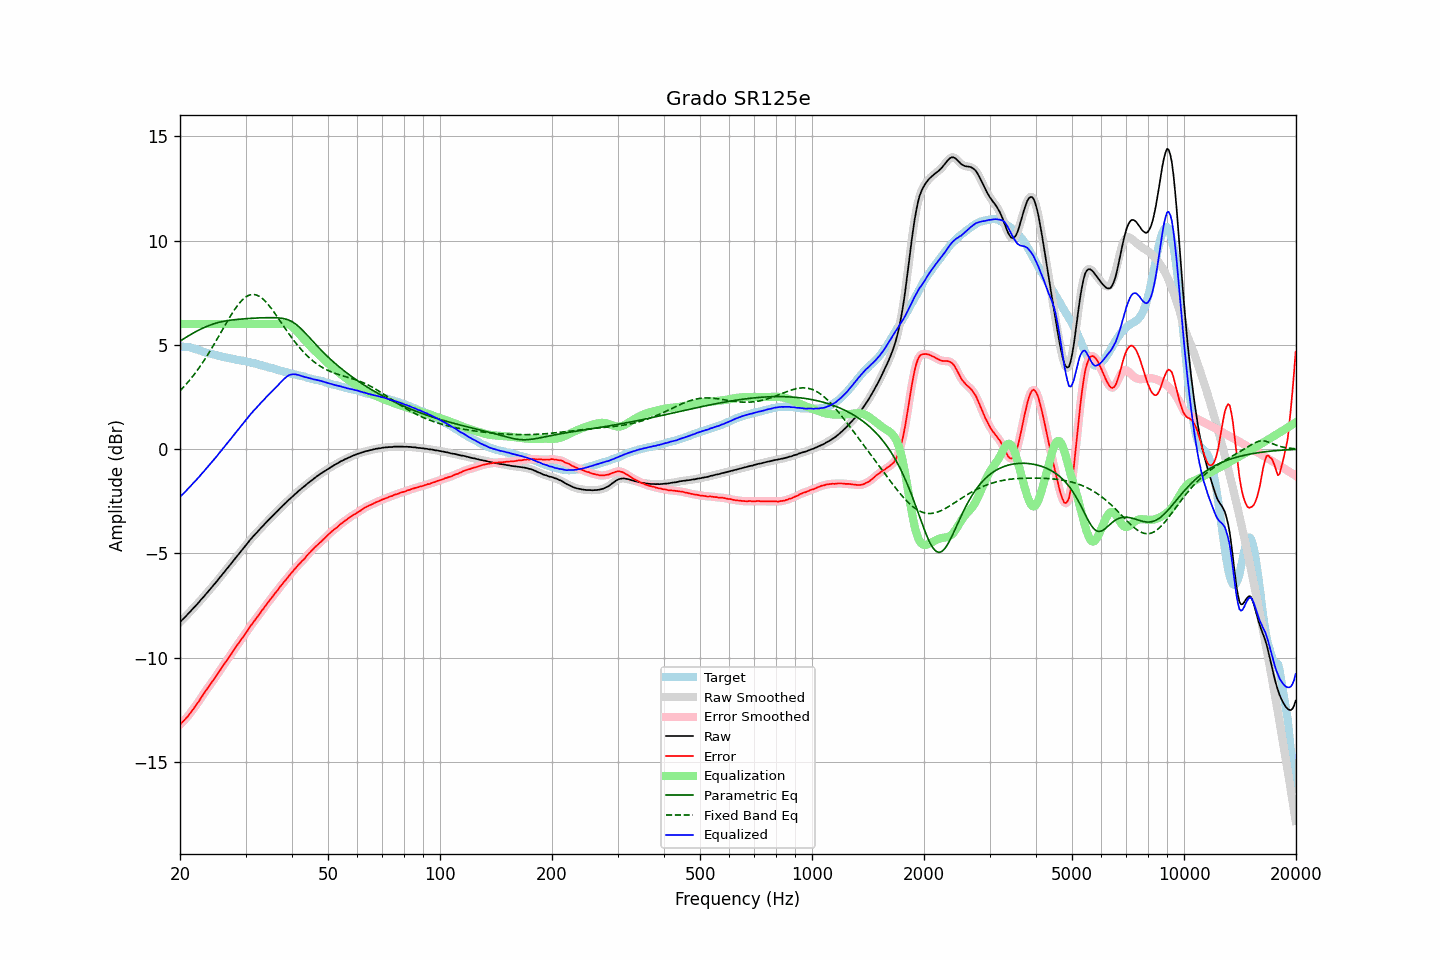 Grado SR125e
Amplitude (dBr)
15
10
5
0
−5
−10
−15
Target
Raw Smoothed
Error Smoothed
Raw
Error
Equalization
Parametric Eq
Fixed Band Eq
Equalized
20 50 100 200 500 1000 2000 5000 10000 20000
Frequency (Hz)